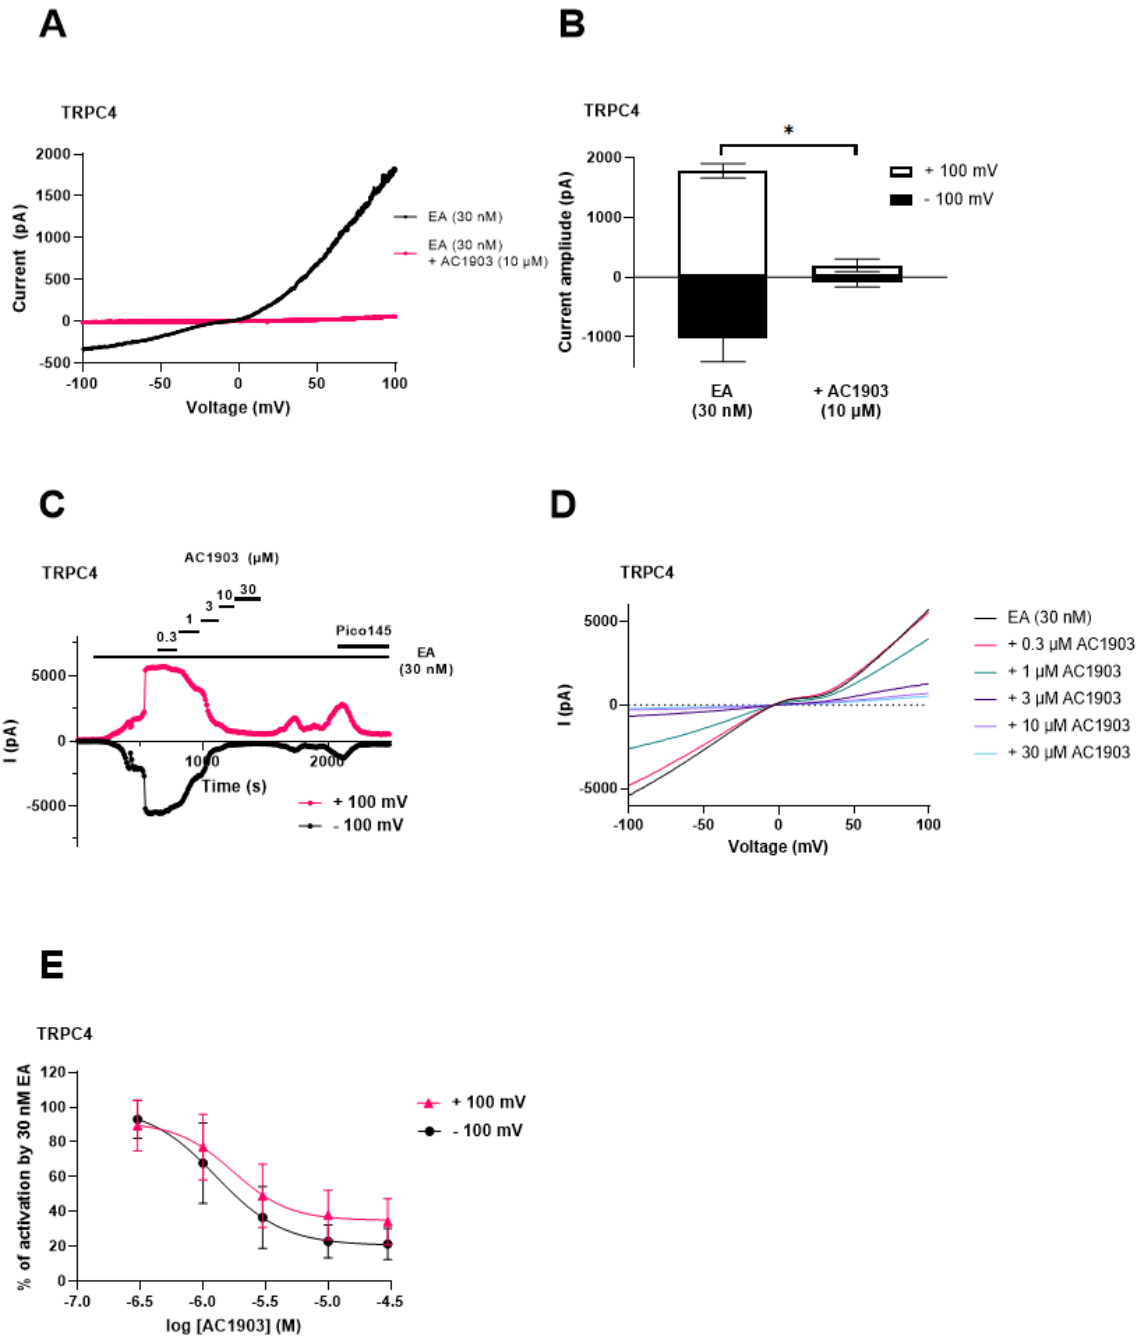 A
TRPC4
2000
1500
1000
500
0
-500
Current (pA)
-100
-50
0
50
100
Voltage (mV)
EA (30 nM)
EA (30 nM)
+ AC1903 (10 µM)
B
TRPC4
*
2000
1000
0
-1000
Current ampliude (pA)
+ 100 mV
- 100 mV
EA
(30 nM)
+ AC1903
(10 µM)
C
TRPC4
AC1903 (µM)
0.3
1
3
10
30
Pico145
EA
(30 nM)
5000
0
-5000
I (pA)
1000
2000
Time (s)
+ 100 mV
- 100 mV
D
TRPC4
5000
0
-5000
I (pA)
-100
-50
0
50
100
Voltage (mV)
EA (30 nM)
+ 0.3 µM AC1903
+ 1 µM AC1903
+ 3 µM AC1903
+ 10 µM AC1903
+ 30 µM AC1903
E
TRPC4
120
100
80
60
40
20
0
% of activation by 30 nM EA
-7.0
-6.5
-6.0
-5.5
-5.0
-4.5
log [AC1903] (M)
+ 100 mV
- 100 mV